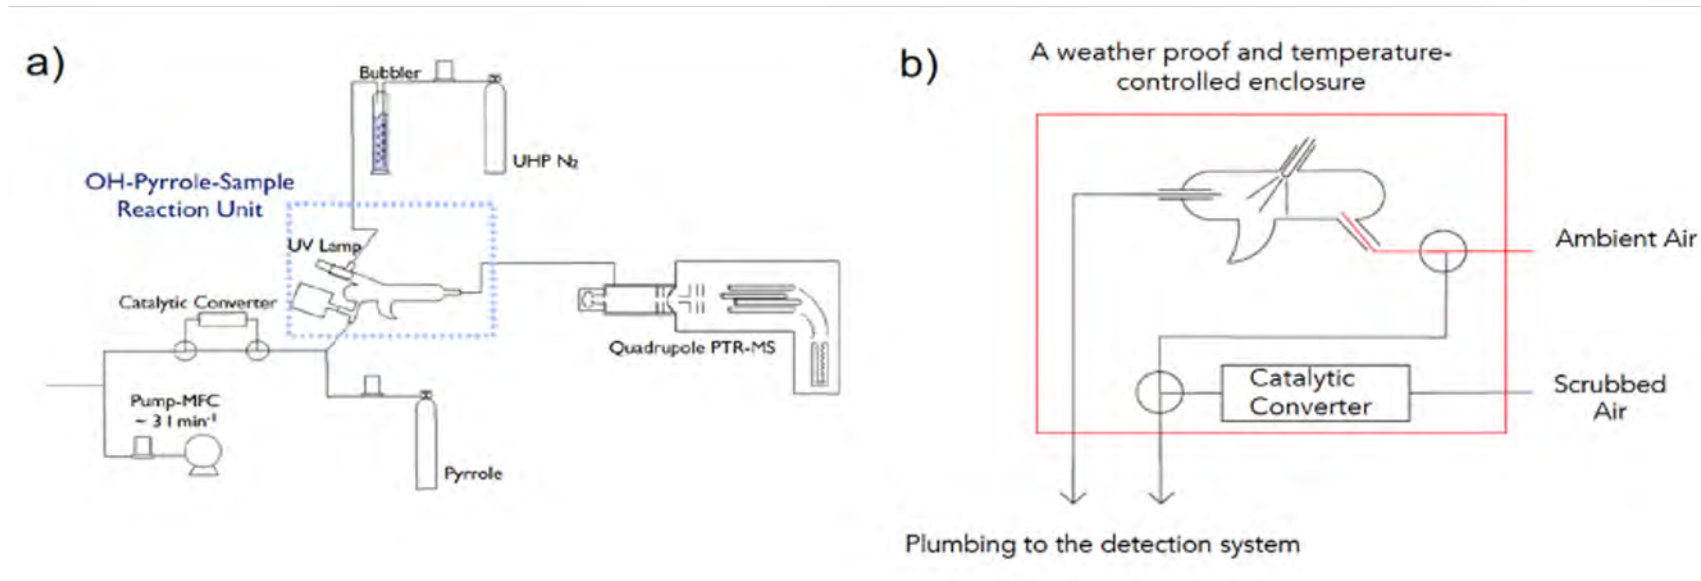 a)
Bubbler
UHP N₂
OH-Pyrrole-Sample
Reaction Unit
UV Lamp
Catalytic Converter
Quadrupole PTR-MS
Pump-MFC
~ 3 l min⁻¹
Pyrrole
b)
A weather proof and temperature-
controlled enclosure
Ambient Air
Catalytic
Converter
Scrubbed
Air
Plumbing to the detection system